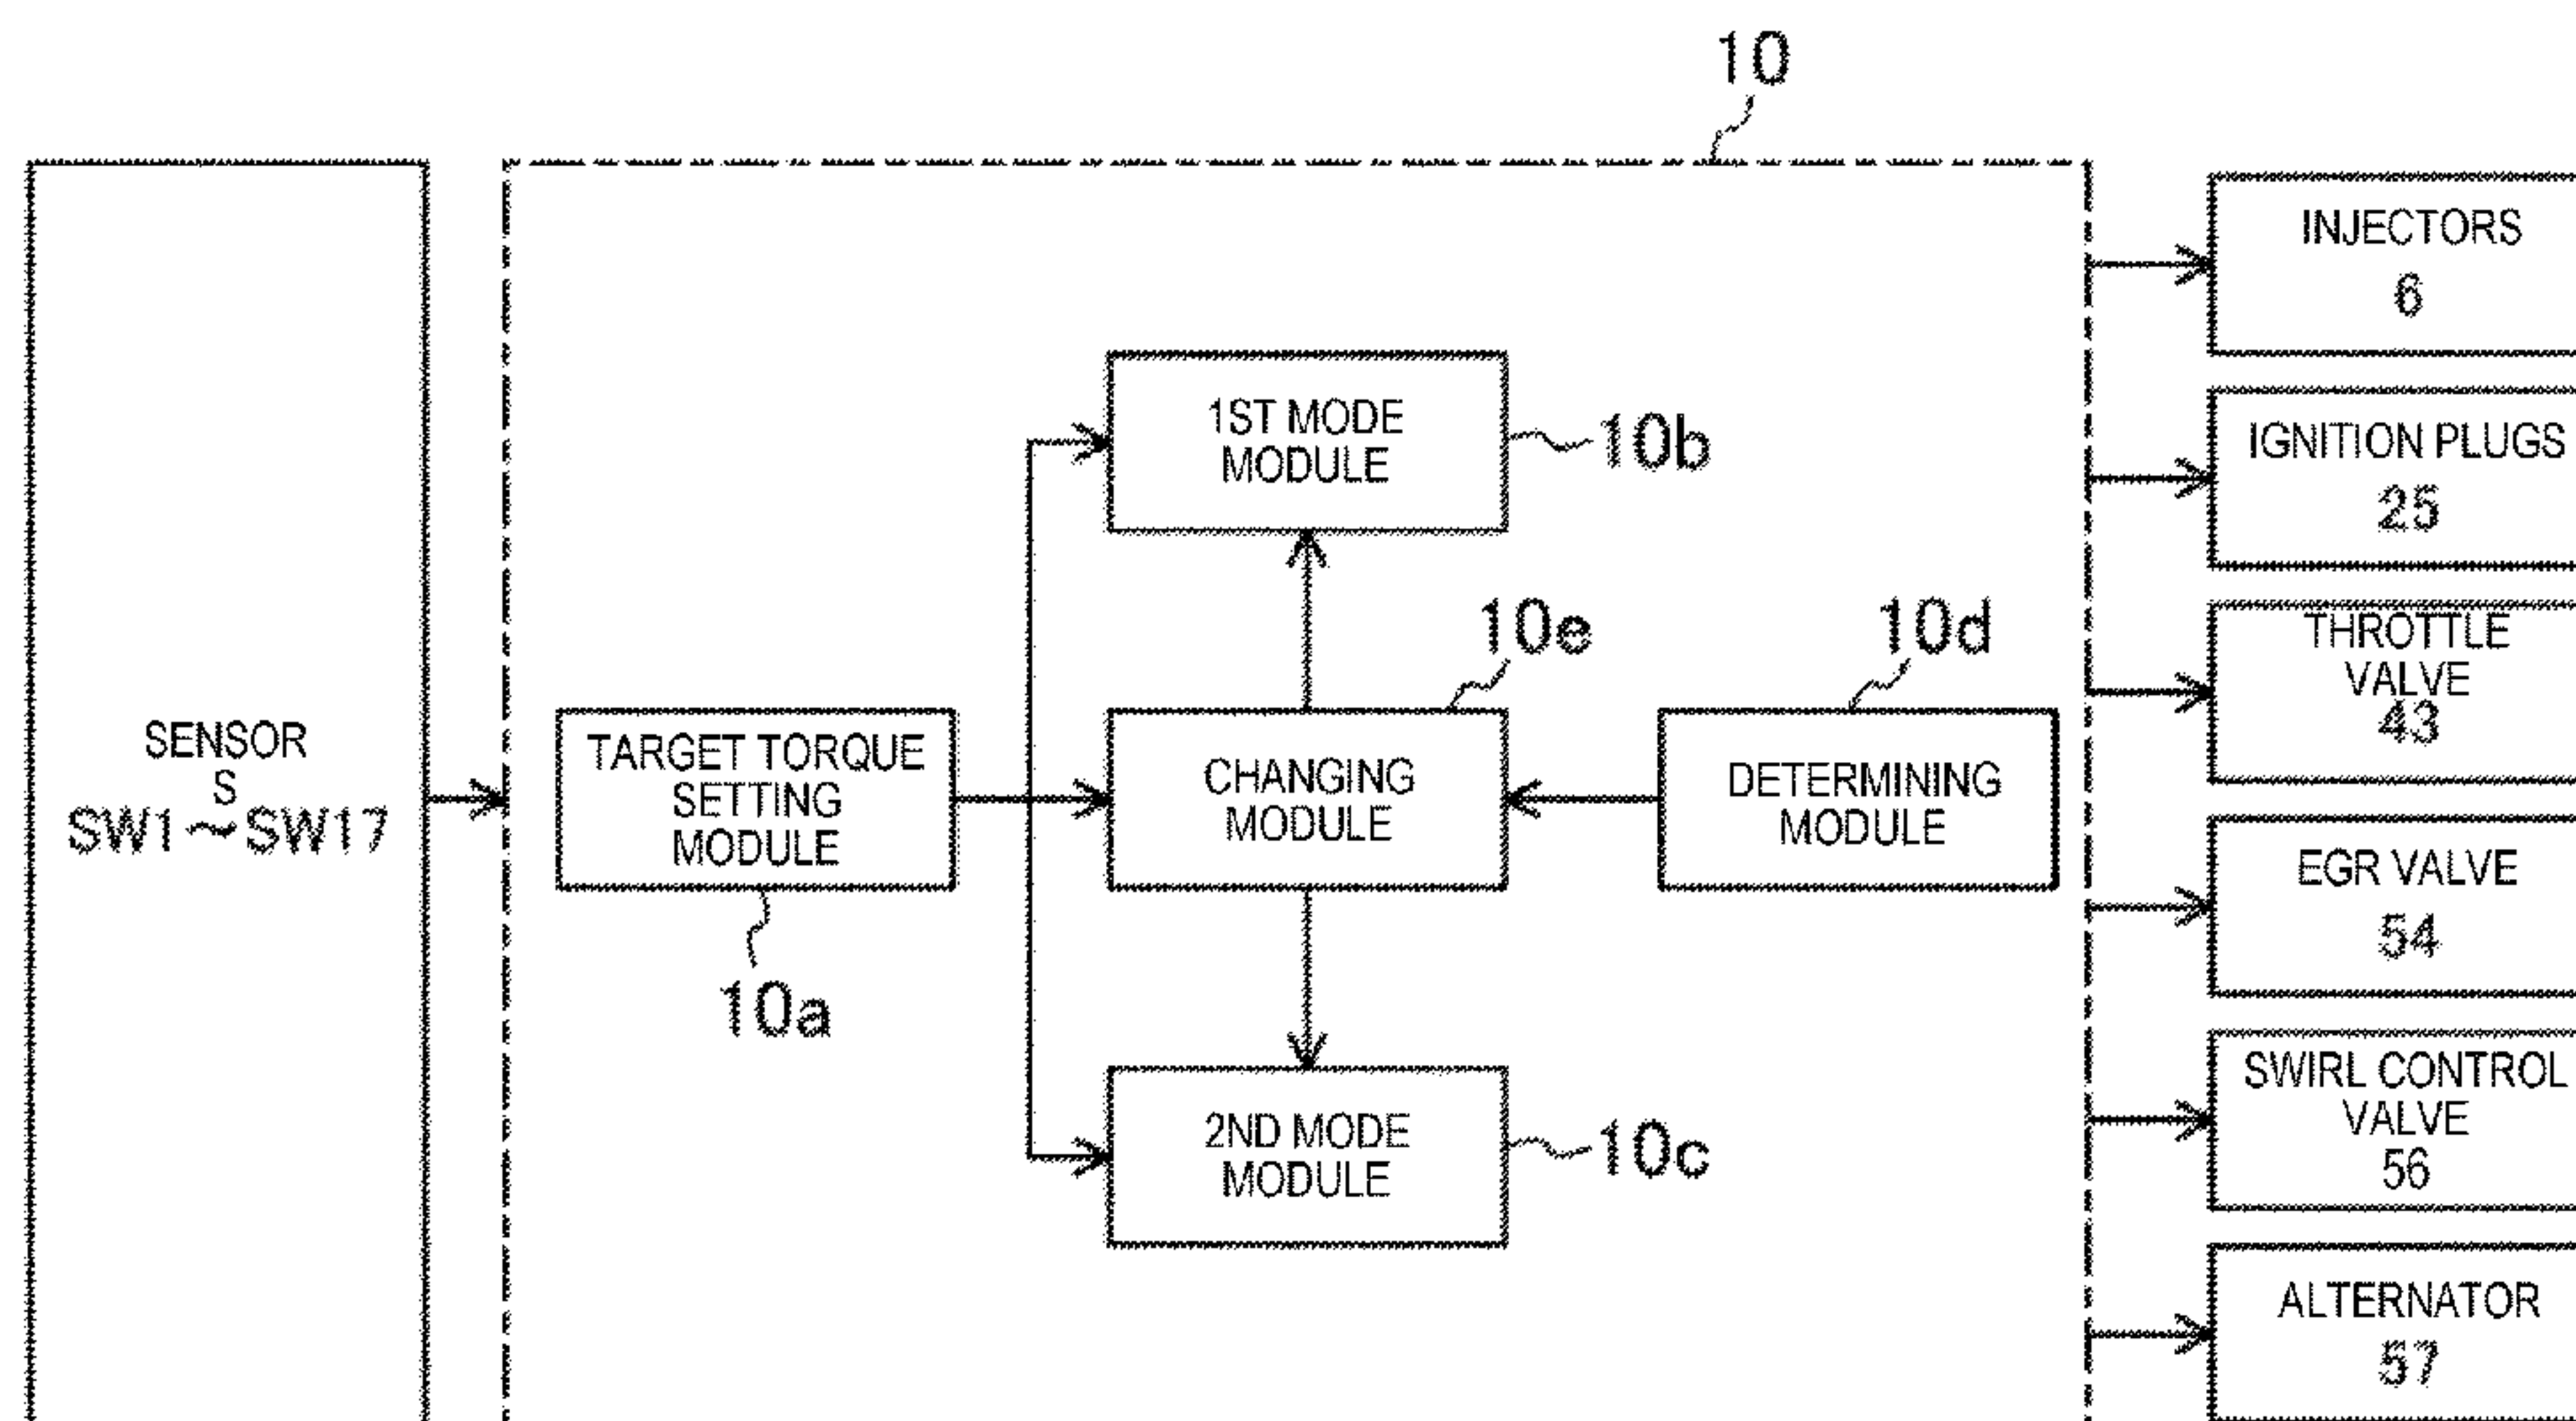 10
SENSOR
S
SW1~SW17
TARGET TORQUE
SETTING
MODULE
10a
1ST MODE
MODULE
10b
10e
CHANGING
MODULE
10d
DETERMINING
MODULE
2ND MODE
MODULE
10c
INJECTORS
6
IGNITION PLUGS
25
THROTTLE
VALVE
43
EGR VALVE
54
SWIRL CONTROL
VALVE
56
ALTERNATOR
57